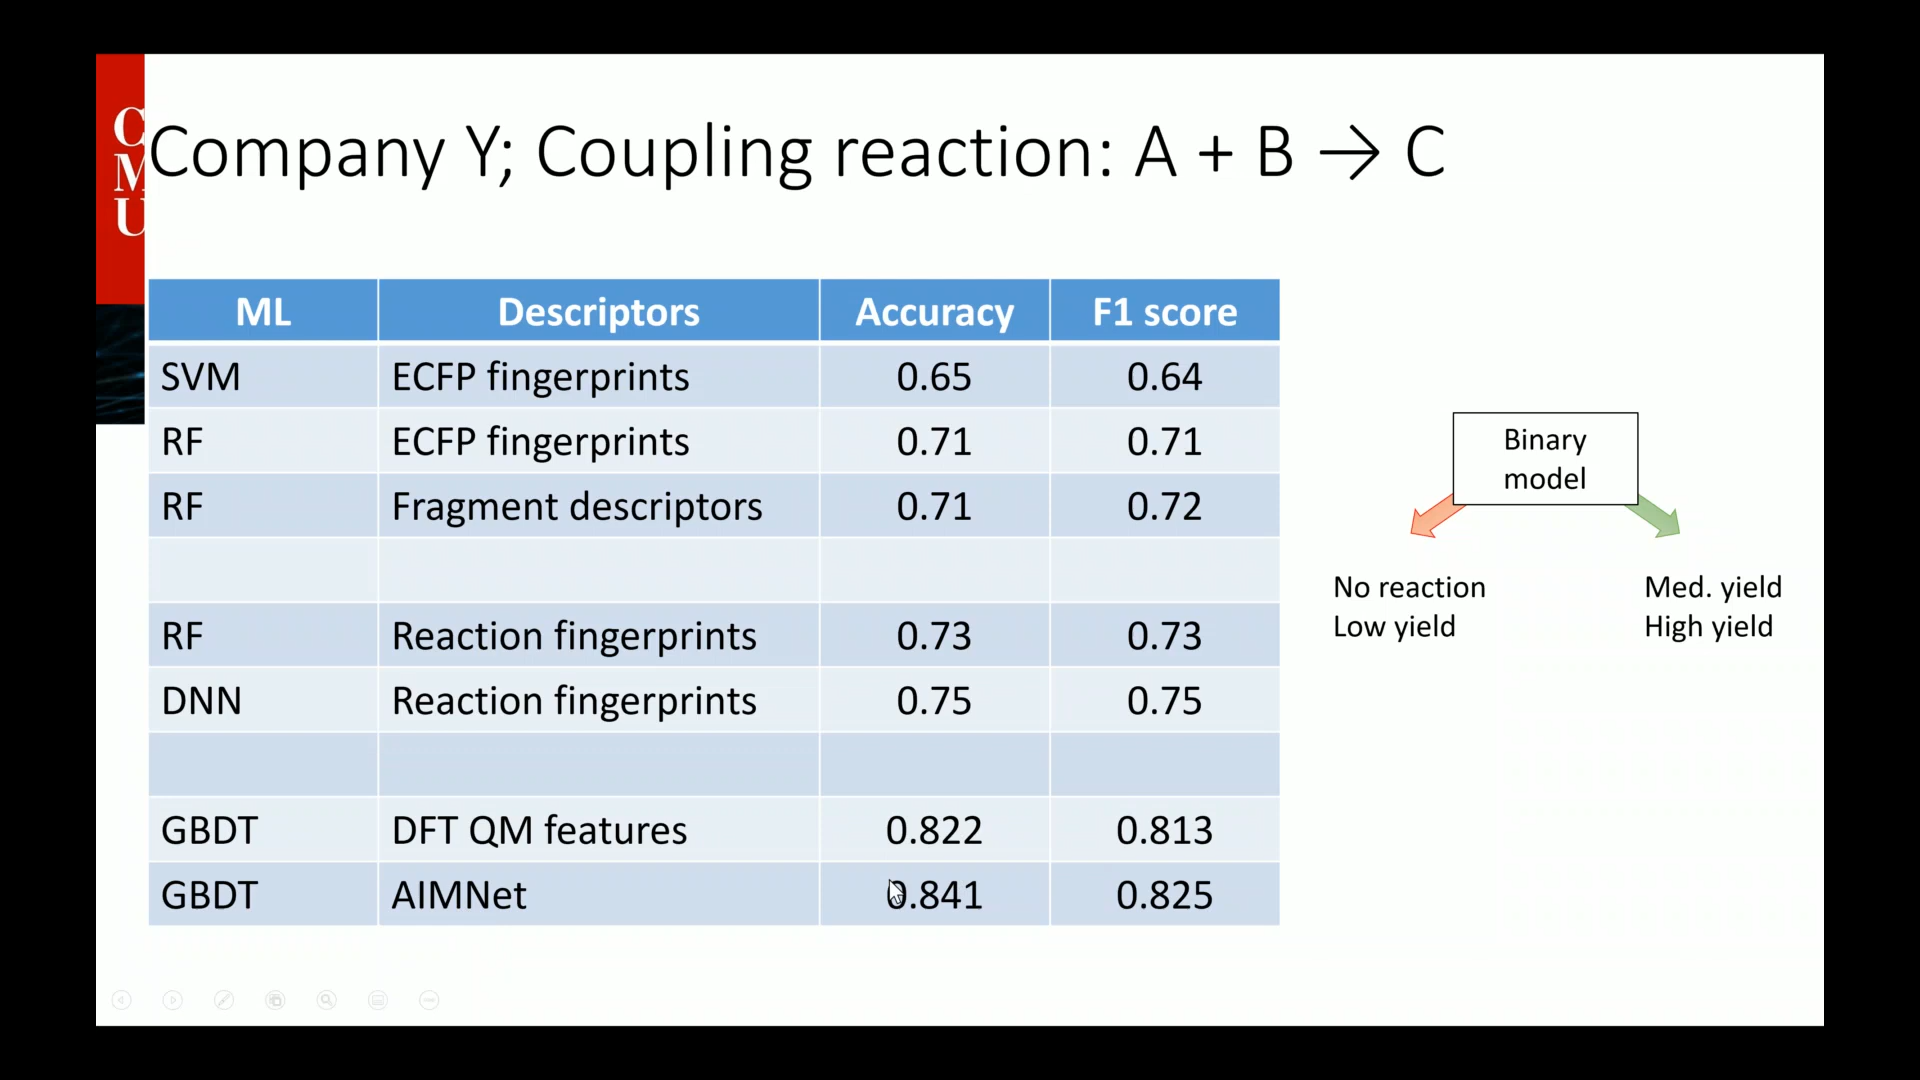 C
M
U
Company Y; Coupling reaction: A + B → C
ML Descriptors Accuracy F1 score
SVM ECFP fingerprints 0.65 0.64
RF ECFP fingerprints 0.71 0.71
RF Fragment descriptors 0.71 0.72
RF Reaction fingerprints 0.73 0.73
DNN Reaction fingerprints 0.75 0.75
GBDT DFT QM features 0.822 0.813
GBDT AIMNet 0.841 0.825
Binary
model
No reaction
Low yield
Med. yield
High yield